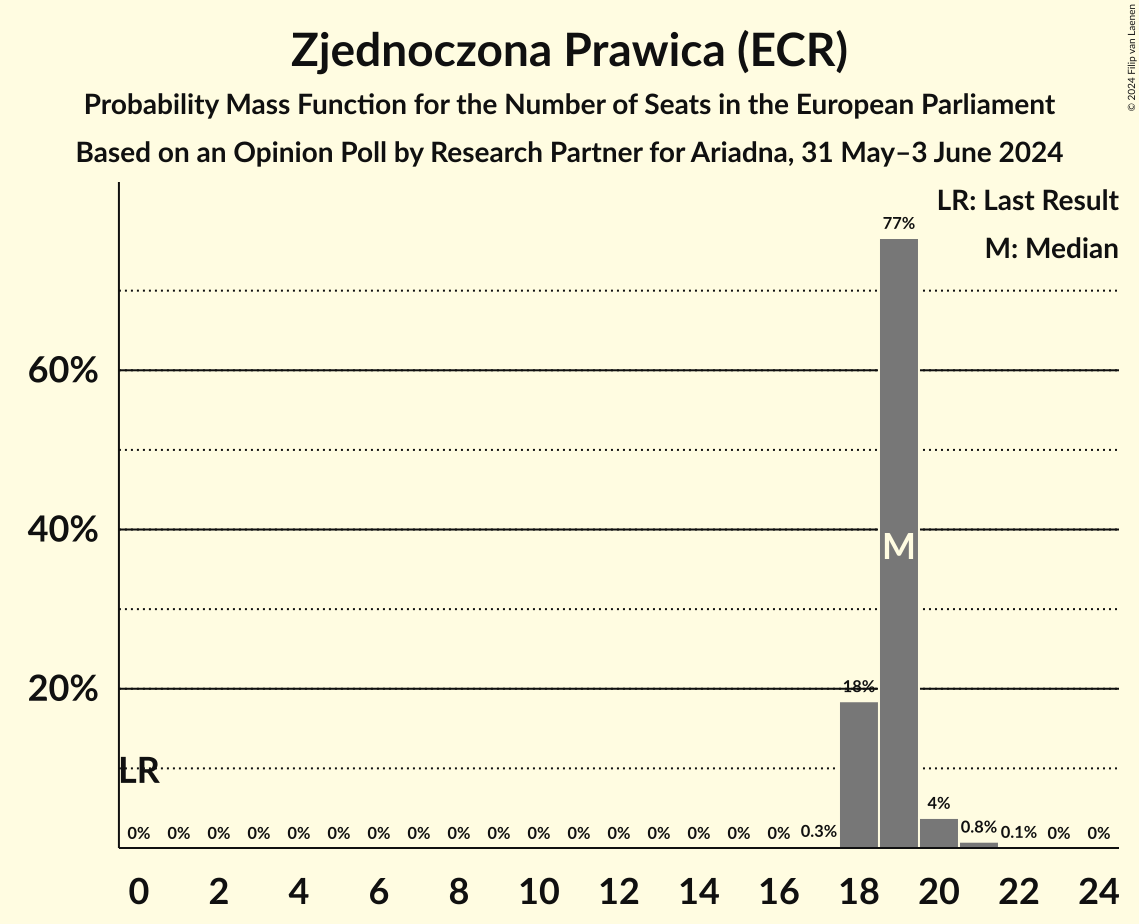 Zjednoczona Prawica (ECR)
Probability Mass Function for the Number of Seats in the European Parliament
Based on an Opinion Poll by Research Partner for Ariadna, 31 May–3 June 2024
© 2024 Filip van Laenen
LR: Last Result
M: Median
77%
60%
40%
M
20%
18%
LR
4%
0% 0% 0% 0% 0% 0% 0% 0% 0% 0% 0% 0% 0% 0% 0% 0% 0% 0.3% 0.8% 0.1% 0% 0%
0 2 4 6 8 10 12 14 16 18 20 22 24